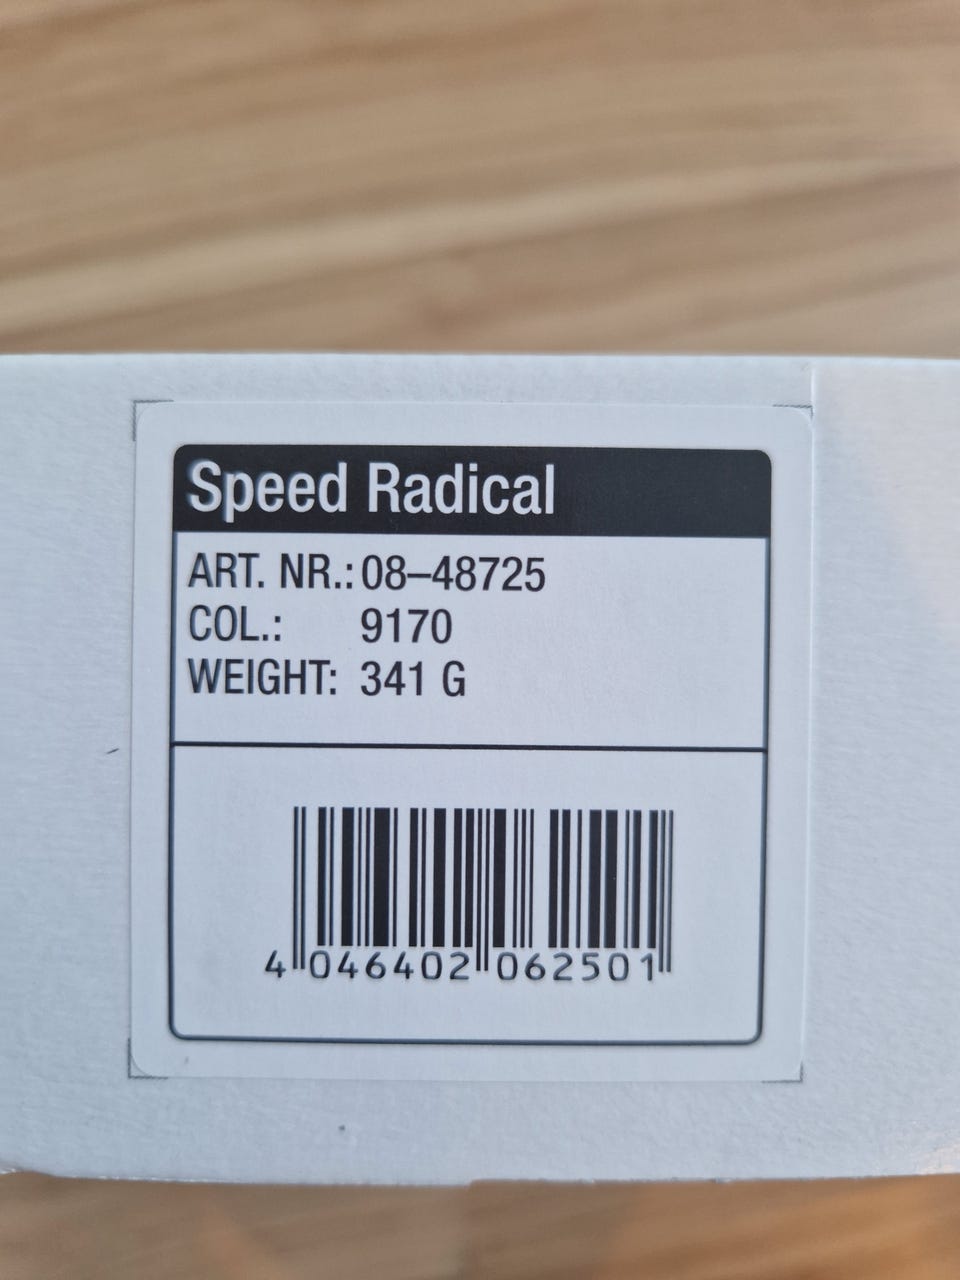 Speed Radical
ART. NR.: 08–48725
COL.: 9170
WEIGHT: 341 G
4 046402 062501